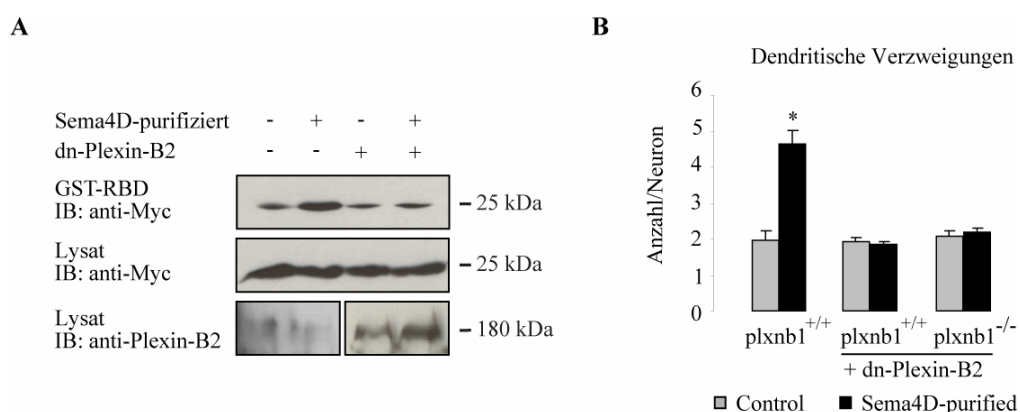 A
Sema4D-purifiziert - + - +
dn-Plexin-B2 - - + +
GST-RBD
IB: anti-Myc
25 kDa
Lysat
IB: anti-Myc
25 kDa
Lysat
IB: anti-Plexin-B2
180 kDa
B
Dendritische Verzweigungen
Anzahl/Neuron
6
5
4
3
2
1
0
*
plxnb1+/+ plxnb1+/+ plxnb1-/-
+ dn-Plexin-B2
Control Sema4D-purified